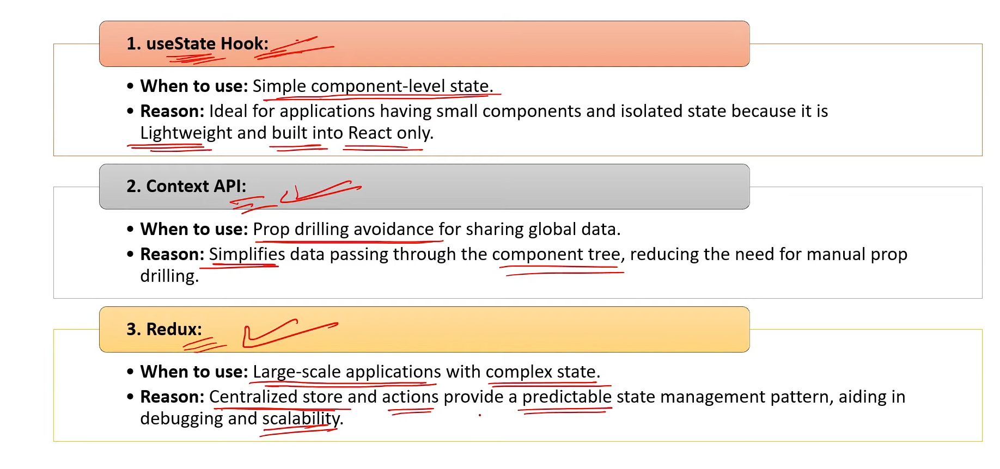 1. useState Hook:
• When to use: Simple component-level state.
• Reason: Ideal for applications having small components and isolated state because it is
Lightweight and built into React only.
2. Context API:
• When to use: Prop drilling avoidance for sharing global data.
• Reason: Simplifies data passing through the component tree, reducing the need for manual prop
drilling.
3. Redux:
• When to use: Large-scale applications with complex state.
• Reason: Centralized store and actions provide a predictable state management pattern, aiding in
debugging and scalability.